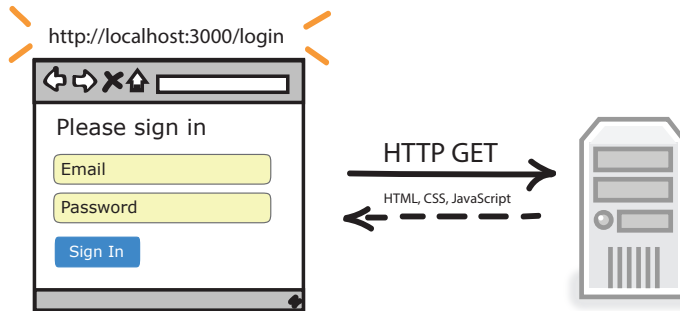 http://localhost:3000/login
Please sign in
Email
Password
Sign In
HTTP GET
HTML, CSS, JavaScript